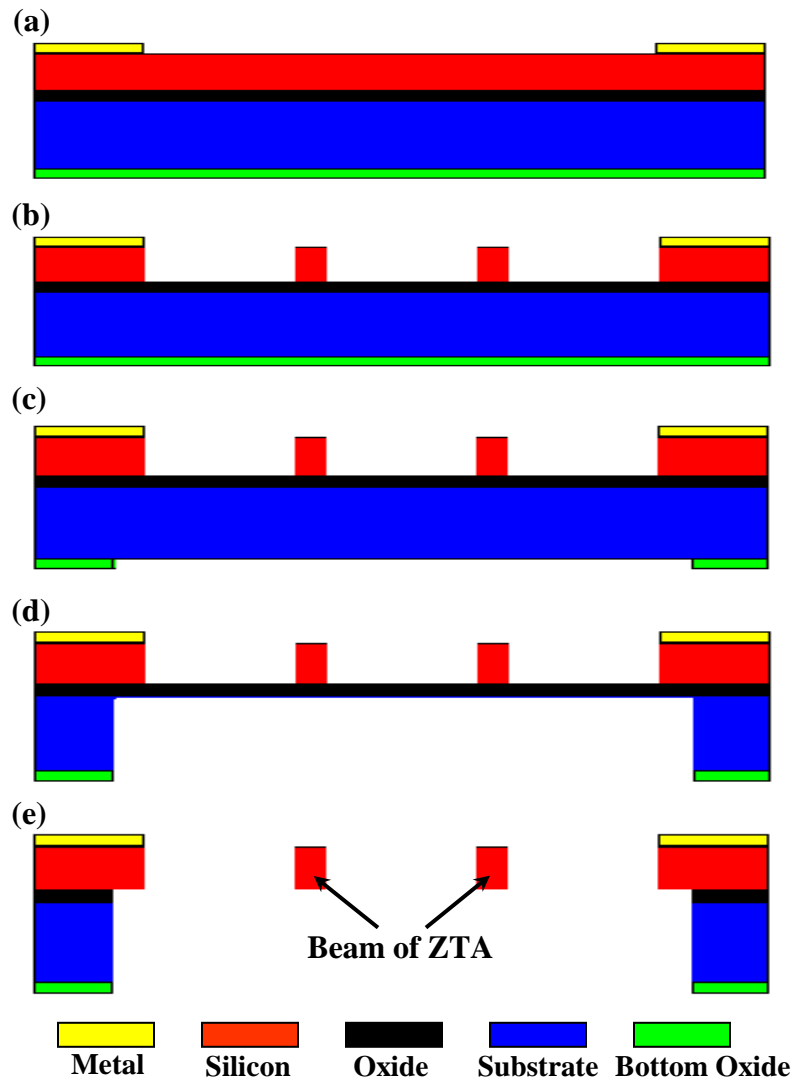 (a)
(b)
(c)
(d)
(e)
Beam of ZTA
Metal Silicon Oxide Substrate Bottom Oxide